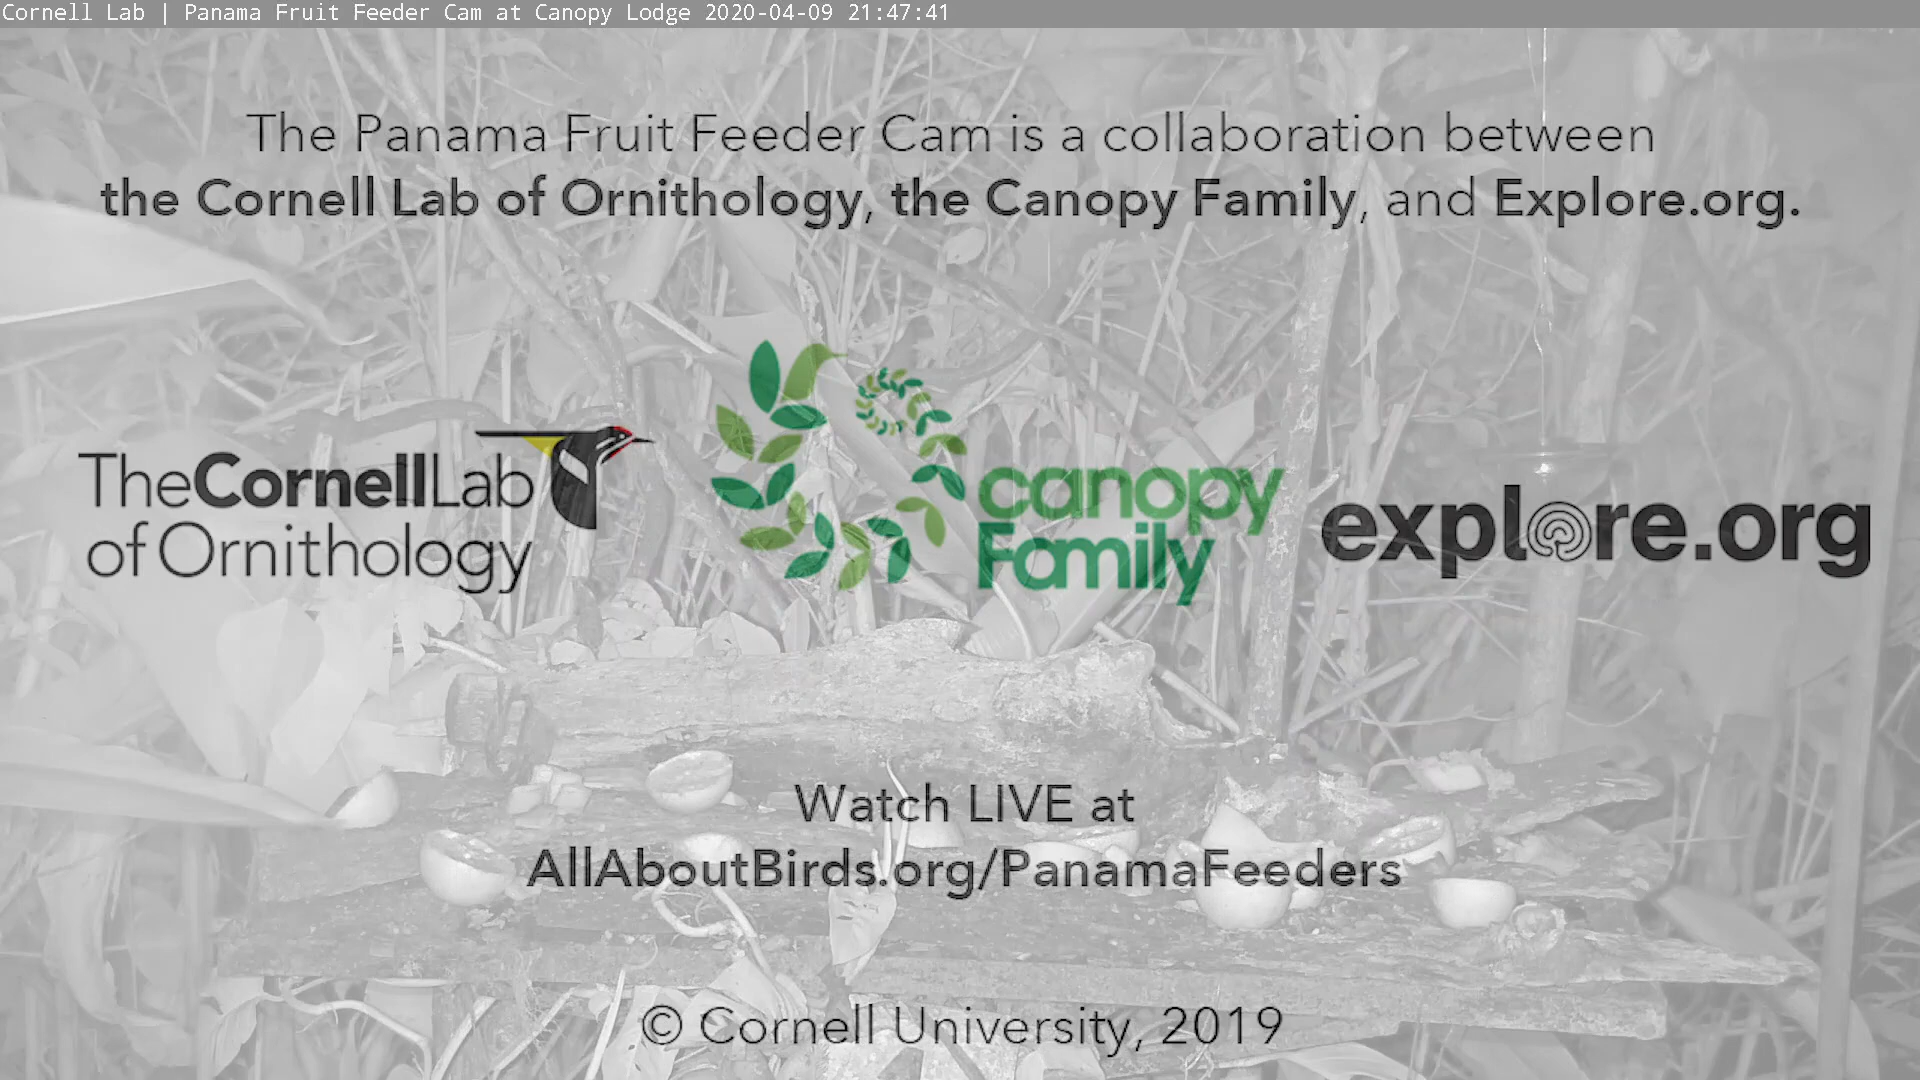 Cornell Lab | Panama Fruit Feeder Cam at Canopy Lodge 2020-04-09 21:47:41
The Panama Fruit Feeder Cam is a collaboration between
the Cornell Lab of Ornithology, the Canopy Family, and Explore.org.
TheCornellLab
of Ornithology
canopy
Family
explore.org
Watch LIVE at
AllAboutBirds.org/PanamaFeeders
© Cornell University, 2019